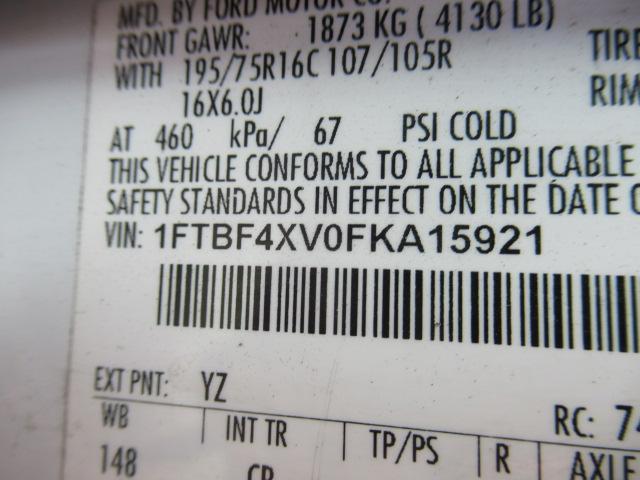 MFD. BY FORD MOTOR CO.
FRONT GAWR: 1873 KG ( 4130 LB)
WITH 195/75R16C 107/105R TIRE
16X6.0J RIM
AT 460 kPa/ 67 PSI COLD
THIS VEHICLE CONFORMS TO ALL APPLICABLE
SAFETY STANDARDS IN EFFECT ON THE DATE
VIN: 1FTBF4XV0FKA15921
EXT PNT: YZ RC: 74
WB INT TR TP/PS R AXLE
148 CP